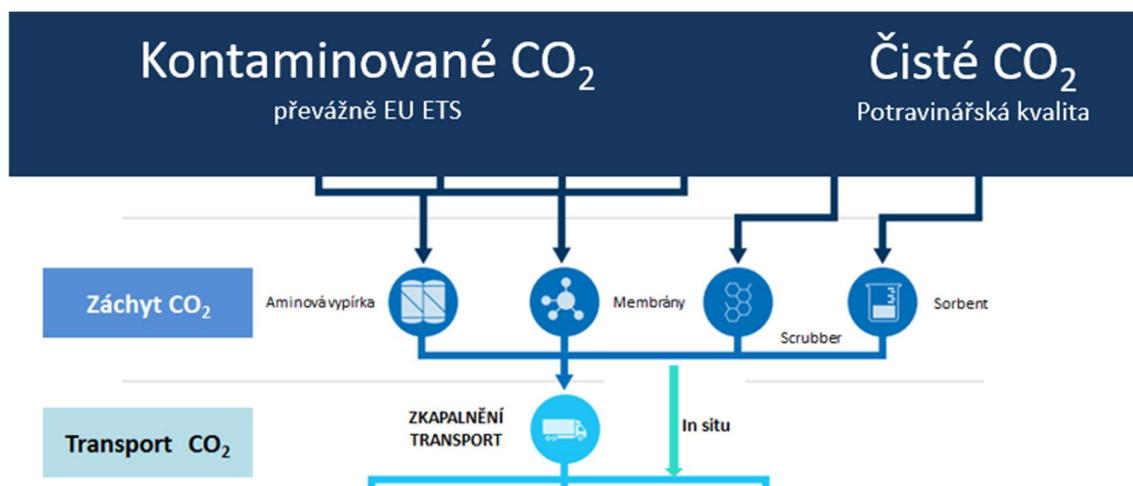 Kontaminované CO₂
převážně EU ETS
Čisté CO₂
Potravinářská kvalita
Záchyt CO₂
Aminová vypírka
Membrány
Scrubber
Sorbent
Transport CO₂
ZKAPALNĚNÍ
TRANSPORT
In situ